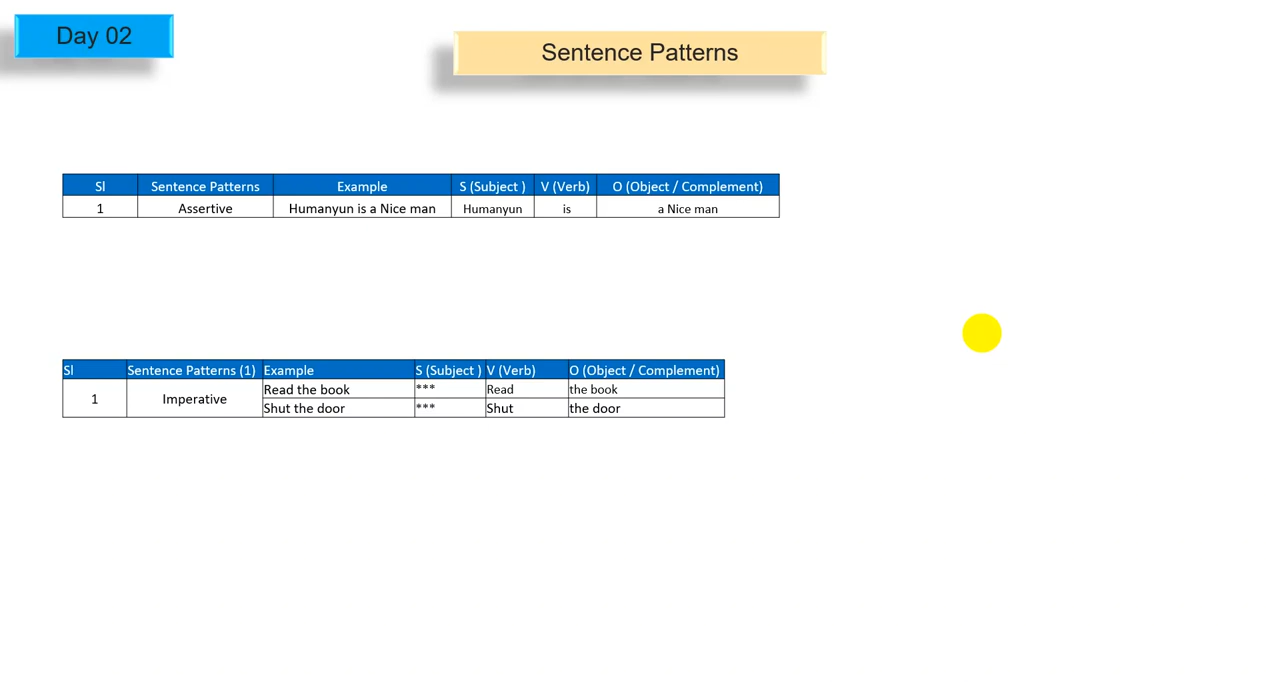 Day 02
Sentence Patterns
Sl Sentence Patterns Example S (Subject ) V (Verb) O (Object / Complement)
1 Assertive Humanyun is a Nice man Humanyun is a Nice man
Sl Sentence Patterns (1) Example S (Subject ) V (Verb) O (Object / Complement)
1 Imperative Read the book *** Read the book
Shut the door *** Shut the door